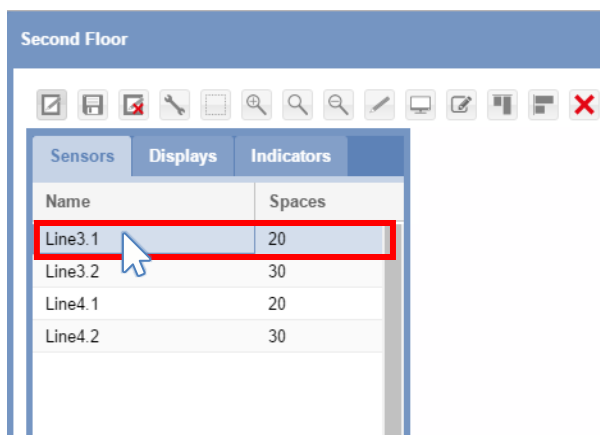 Second Floor
Sensors Displays Indicators
Name Spaces
Line3.1 20
Line3.2 30
Line4.1 20
Line4.2 30